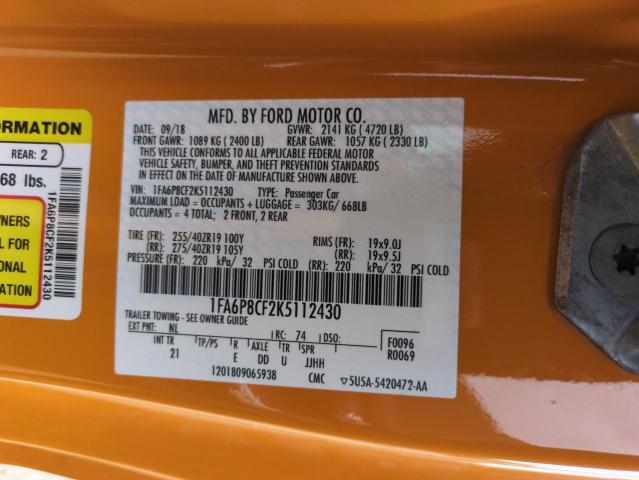 ORMATION
REAR: 2
68 lbs.
WNERS
L FOR
ONAL
ION
1FA6P8CF2K5112430
MFD. BY FORD MOTOR CO.
DATE: 09/18 GVWR: 2141 KG ( 4720 LB)
FRONT GAWR: 1089 KG ( 2400 LB) REAR GAWR: 1057 KG ( 2330 LB)
THIS VEHICLE CONFORMS TO ALL APPLICABLE FEDERAL MOTOR
VEHICLE SAFETY, BUMPER, AND THEFT PREVENTION STANDARDS
IN EFFECT ON THE DATE OF MANUFACTURE SHOWN ABOVE.
VIN: 1FA6P8CF2K5112430 TYPE: Passenger Car
MAXIMUM LOAD = OCCUPANTS + LUGGAGE = 303KG/ 668LB
OCCUPANTS = 4 TOTAL; 2 FRONT, 2 REAR
TIRE (FR): 255/40ZR19 100Y RIMS (FR): 19x9.0J
(RR): 275/40ZR19 105Y (RR): 19x9.5J
PRESSURE (FR): 220 kPa/ 32 PSI COLD (RR): 220 kPa/ 32 PSI COLD
1FA6P8CF2K5112430
TRAILER TOWING - SEE OWNER GUIDE
EXT PNT: NL RC: 74 DSO: F0096
INT TR TP/PS R AXLE TR SPR R0069
21 E DD U JJHH
1201809065938 CMC ▽5U5A-5420472-AA